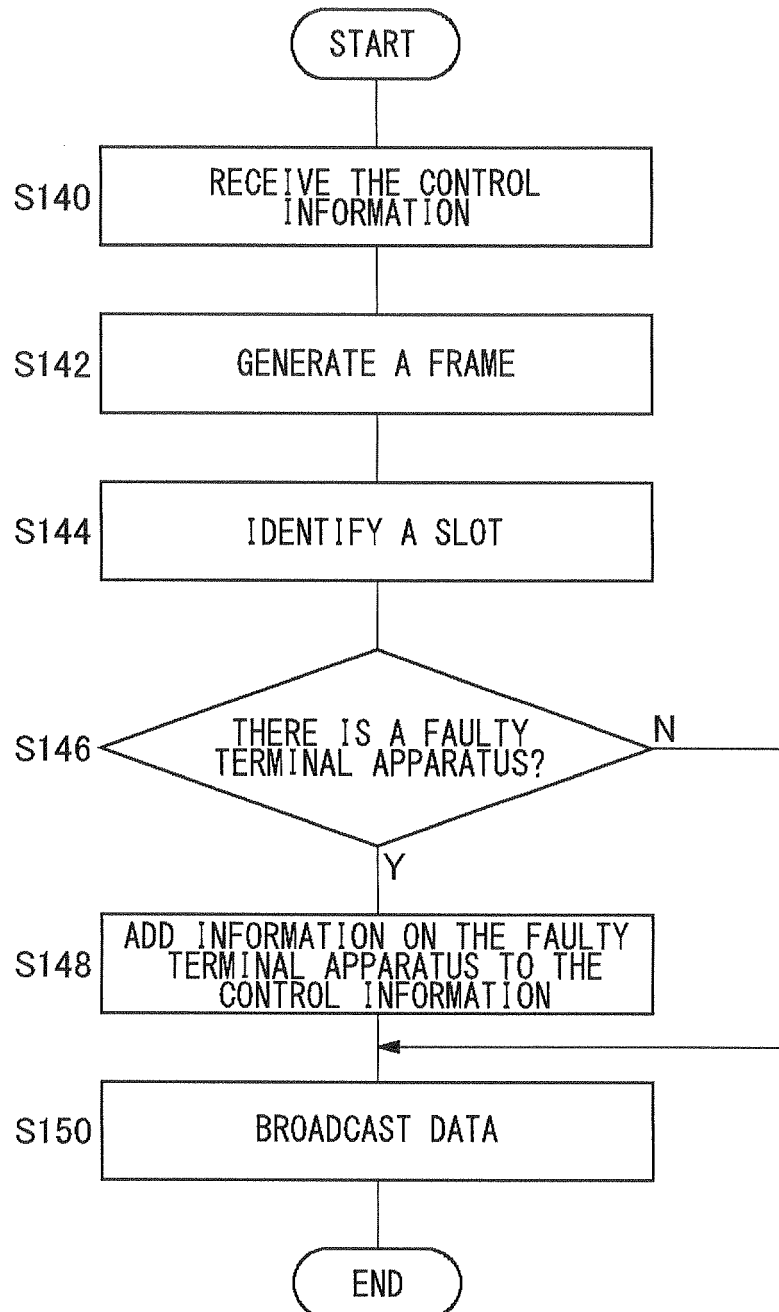 START
S140
RECEIVE THE CONTROL
INFORMATION
S142
GENERATE A FRAME
S144
IDENTIFY A SLOT
S146
THERE IS A FAULTY
TERMINAL APPARATUS?
N
Y
S148
ADD INFORMATION ON THE FAULTY
TERMINAL APPARATUS TO THE
CONTROL INFORMATION
S150
BROADCAST DATA
END